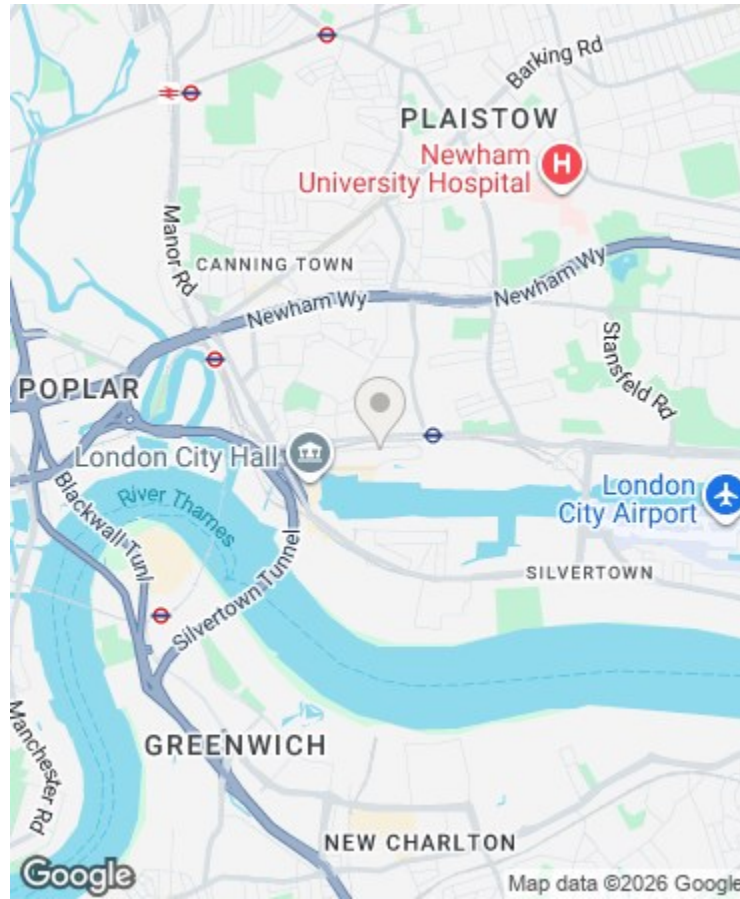 Barking Rd
PLAISTOW
Newham
University Hospital
H
Manor Rd
CANNING TOWN
Newham Wy
Newham Wy
Stansfeld Rd
POPLAR
London City Hall
London
City Airport
Blackwall Tunl
River Thames
Silvertown Tunnel
SILVERTOWN
Manchester Rd
GREENWICH
NEW CHARLTON
Google
Map data ©2026 Google